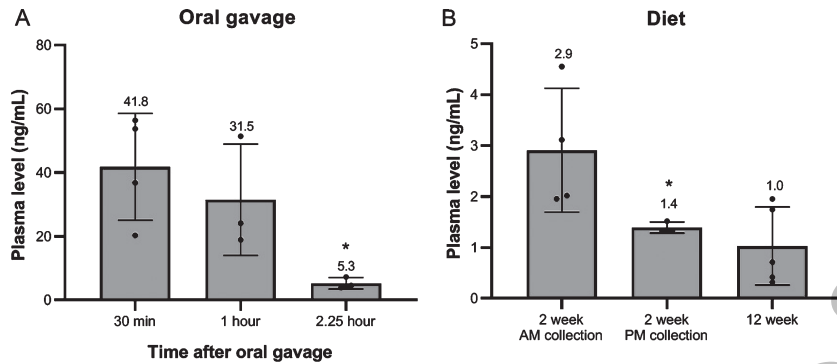 A
Oral gavage
Plasma level (ng/mL)
80
60
40
20
0
41.8
31.5
*
5.3
30 min
1 hour
2.25 hour
Time after oral gavage
B
Diet
Plasma level (ng/mL)
5
4
3
2
1
0
2.9
*
1.4
1.0
2 week
AM collection
2 week
PM collection
12 week